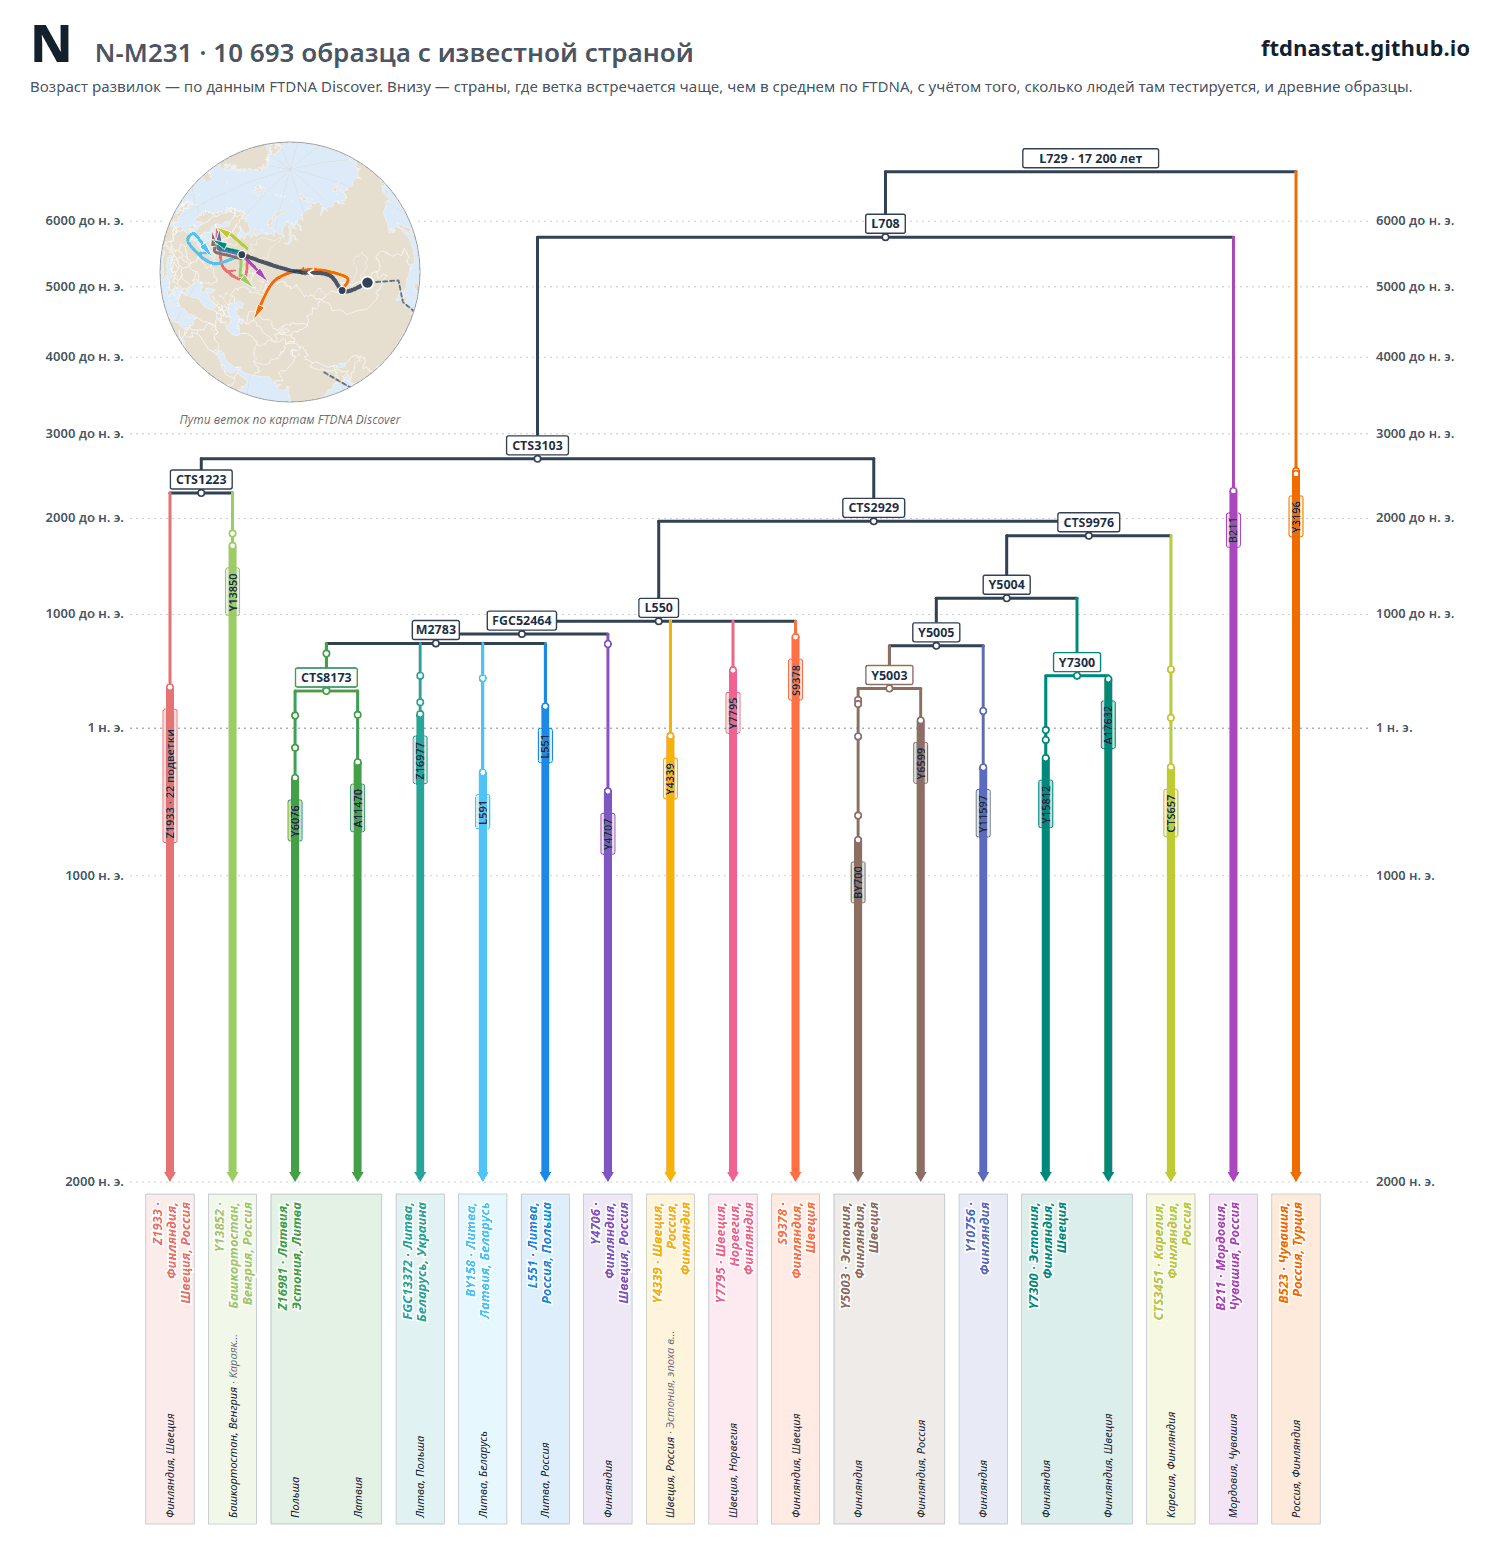 N N-M231 · 10 693 образца с известной страной
ftdnastat.github.io
Возраст развилок — по данным FTDNA Discover. Внизу — страны, где ветка встречается чаще, чем в среднем по FTDNA, с учётом того, сколько людей там тестируется, и древние образцы.
L729 · 17 200 лет
6000 до н. э.
L708
6000 до н. э.
5000 до н. э.
5000 до н. э.
4000 до н. э.
4000 до н. э.
Пути веток по картам FTDNA Discover
3000 до н. э.
3000 до н. э.
CTS3103
CTS1223
CTS2929
2000 до н. э.
CTS9976
2000 до н. э.
B211
Y3196
Y13850
Y5004
1000 до н. э.
L550
1000 до н. э.
FGC52464
M2783
Y5005
Y7300
CTS8173
Y5003
S9378
Y7795
1 н. э.
1 н. э.
Z1933 · 22 подветки
Z16977
L551
Y6599
A17632
Y4339
Y6076
A11470
L591
Y4707
Y11597
Y15812
CTS657
BY700
1000 н. э.
1000 н. э.
2000 н. э.
2000 н. э.
Z1933 ·
Финляндия,
Швеция, Россия
Финляндия, Швеция
Y13852 ·
Башкортостан,
Венгрия, Россия
Башкортостан, Венгрия · Караяк...
Z16981 · Латвия,
Эстония, Литва
Польша
Латвия
FGC13372 · Литва,
Беларусь, Украина
Литва, Польша
BY158 · Литва,
Латвия, Беларусь
Литва, Беларусь
L551 · Литва,
Россия, Польша
Литва, Россия
Y4706 ·
Финляндия,
Швеция, Россия
Финляндия
Y4339 · Швеция,
Россия,
Финляндия
Швеция, Россия · Эстония, эпоха в...
Y7795 · Швеция,
Норвегия,
Финляндия
Швеция, Норвегия
S9378 ·
Финляндия,
Швеция
Финляндия, Швеция
Y5003 · Эстония,
Финляндия,
Швеция
Финляндия
Финляндия, Россия
Y10756 ·
Финляндия
Финляндия
Y7300 · Эстония,
Финляндия,
Швеция
Финляндия
Финляндия, Швеция
CTS3451 · Карелия,
Финляндия,
Россия
Карелия, Финляндия
B211 · Мордовия,
Чувашия, Россия
Мордовия, Чувашия
B523 · Чувашия,
Россия, Турция
Россия, Финляндия